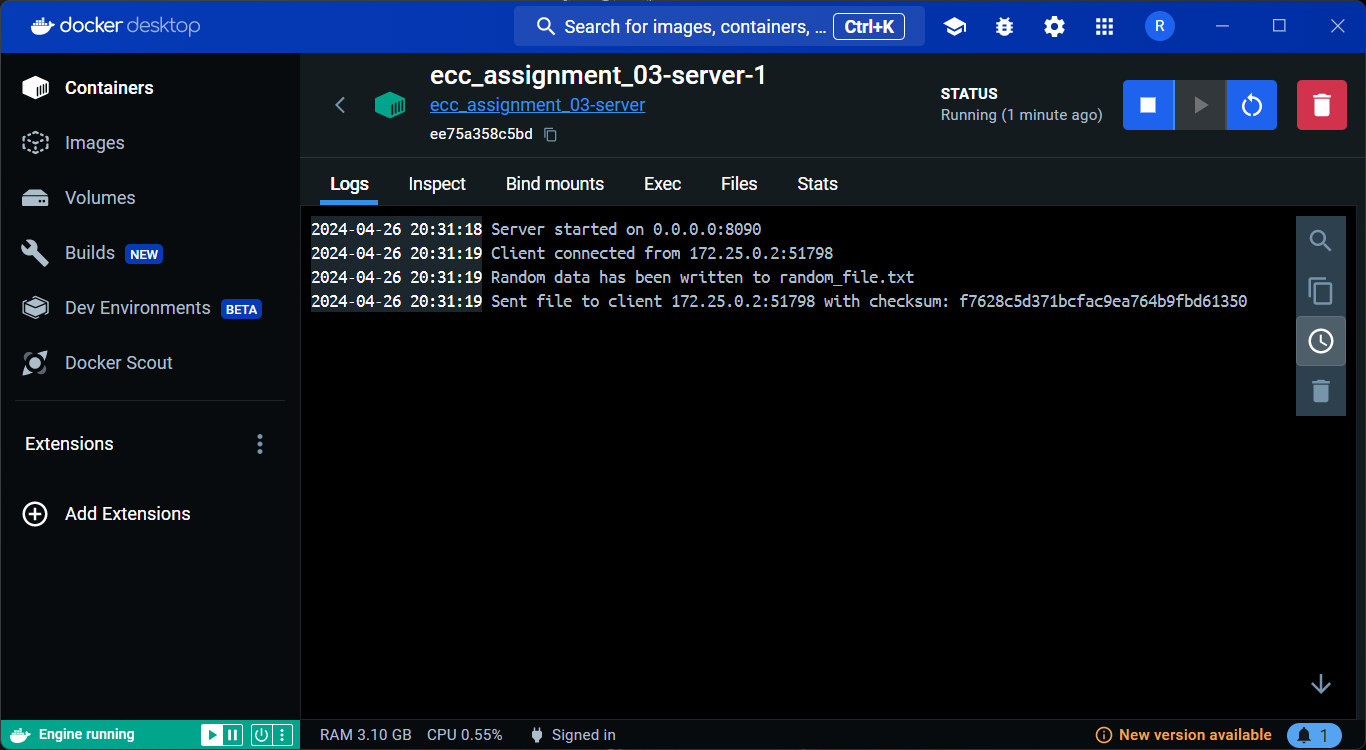 docker desktop
Search for images, containers, ... Ctrl+K
R
Containers
Images
Volumes
Builds NEW
Dev Environments BETA
Docker Scout
Extensions
Add Extensions
ecc_assignment_03-server-1
ecc_assignment_03-server
ee75a358c5bd
STATUS
Running (1 minute ago)
Logs Inspect Bind mounts Exec Files Stats
2024-04-26 20:31:18 Server started on 0.0.0.0:8090
2024-04-26 20:31:19 Client connected from 172.25.0.2:51798
2024-04-26 20:31:19 Random data has been written to random_file.txt
2024-04-26 20:31:19 Sent file to client 172.25.0.2:51798 with checksum: f7628c5d371bcfac9ea764b9fbd61350
Engine running
RAM 3.10 GB CPU 0.55% Signed in
New version available
1